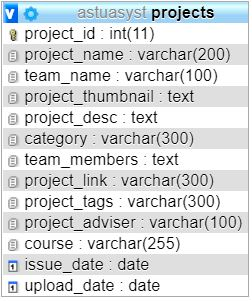 v astuasyst projects
project_id : int(11)
project_name : varchar(200)
team_name : varchar(100)
project_thumbnail : text
project_desc : text
category : varchar(300)
team_members : text
project_link : varchar(300)
project_tags : varchar(300)
project_adviser : varchar(100)
course : varchar(255)
issue_date : date
upload_date : date